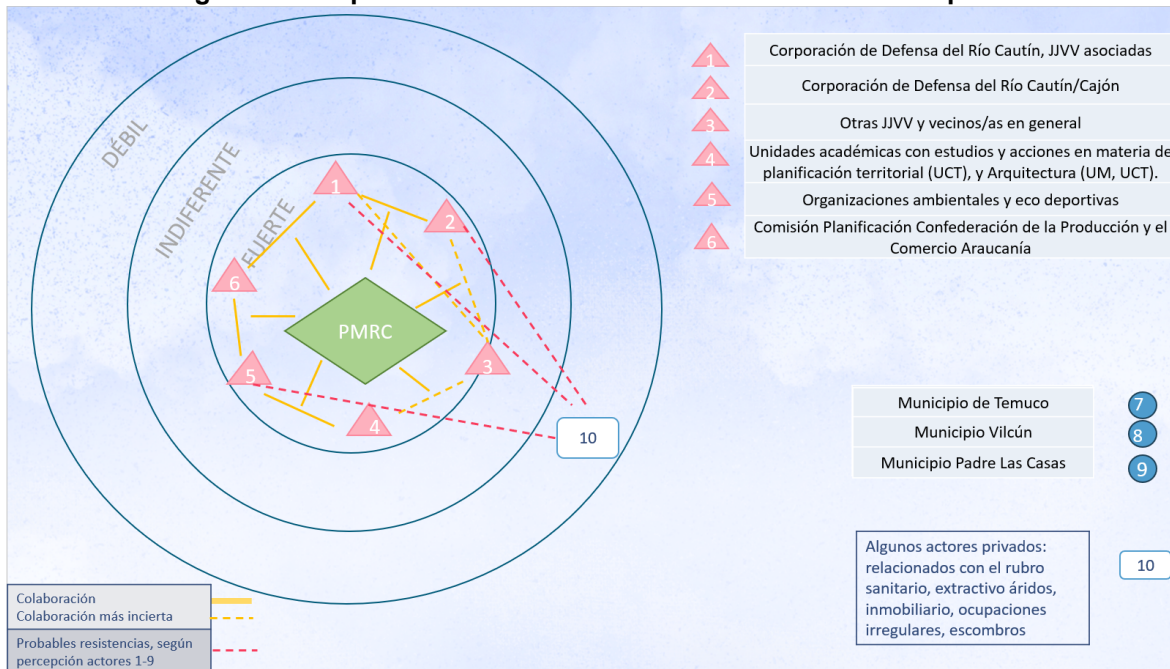 DÉBIL
INDIFERENTE
FUERTE
1
2
3
4
5
6
PMRC
10
1 Corporación de Defensa del Río Cautín, JJVV asociadas
2 Corporación de Defensa del Río Cautín/Cajón
3 Otras JJVV y vecinos/as en general
4 Unidades académicas con estudios y acciones en materia de
planificación territorial (UCT), y Arquitectura (UM, UCT).
5 Organizaciones ambientales y eco deportivas
6 Comisión Planificación Confederación de la Producción y el
Comercio Araucanía
Municipio de Temuco 7
Municipio Vilcún 8
Municipio Padre Las Casas 9
Algunos actores privados:
relacionados con el rubro
sanitario, extractivo áridos,
inmobiliario, ocupaciones
irregulares, escombros
10
Colaboración
Colaboración más incierta
Probables resistencias, según
percepción actores 1-9